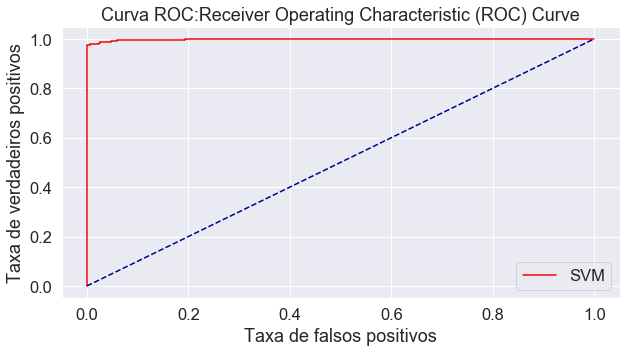 Curva ROC:Receiver Operating Characteristic (ROC) Curve
Taxa de verdadeiros positivos
1.0
0.8
0.6
0.4
0.2
0.0
SVM
0.0 0.2 0.4 0.6 0.8 1.0
Taxa de falsos positivos